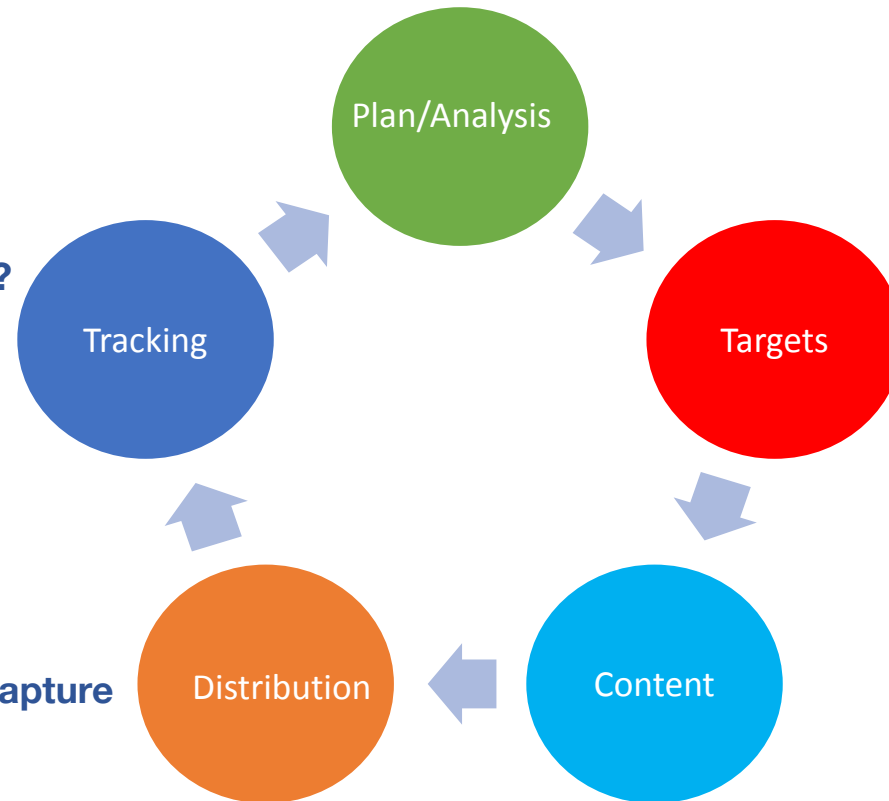 Plan/Analysis
?
Tracking
Targets
apture
Distribution
Content